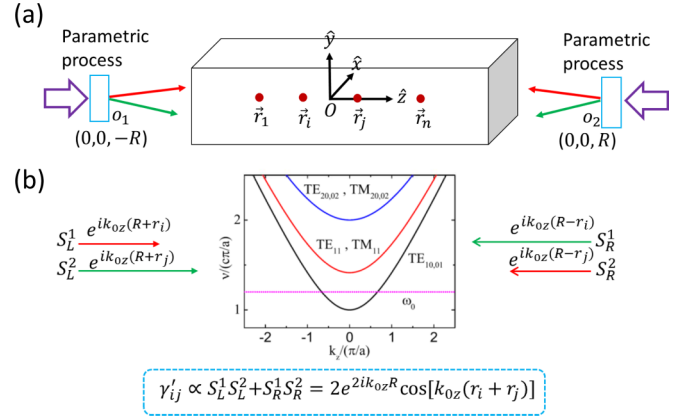 (a)
Parametric process
Parametric process
ŷ
x̂
ẑ
O
o₁
o₂
r⃗₁
r⃗ᵢ
r⃗ⱼ
r⃗ₙ
(0,0,−R)
(0,0,R)
(b)
S_L^1 e^{ik_{0z}(R+r_i)}
S_L^2 e^{ik_{0z}(R+r_j)}
e^{ik_{0z}(R−r_i)} S_R^1
e^{ik_{0z}(R−r_j)} S_R^2
TE₂₀,₀₂ , TM₂₀,₀₂
TE₁₁ , TM₁₁
TE₁₀,₀₁
ω₀
ν/(cπ/a)
2
1
-2 -1 0 1 2
k_z/(π/a)
γ'_{ij} ∝ S_L^1 S_L^2+S_R^1 S_R^2 = 2e^{2ik_{0z}R}cos[k_{0z}(r_i + r_j)]